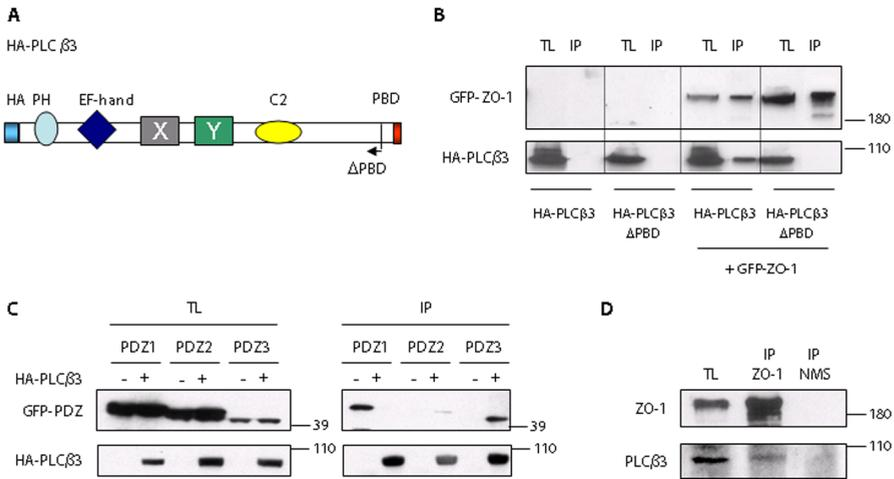 A
HA-PLC β3
HA PH EF-hand C2 PBD
X Y
ΔPBD
B
TL IP TL IP TL IP TL IP
GFP-ZO-1
180
110
HA-PLCβ3
HA-PLCβ3 HA-PLCβ3 HA-PLCβ3 HA-PLCβ3
ΔPBD ΔPBD
+ GFP-ZO-1
C
TL IP
PDZ1 PDZ2 PDZ3 PDZ1 PDZ2 PDZ3
HA-PLCβ3 - + - + - + - + - + - +
GFP-PDZ
39 39
110 110
HA-PLCβ3
D
IP IP
TL ZO-1 NMS
ZO-1
180
110
PLCβ3